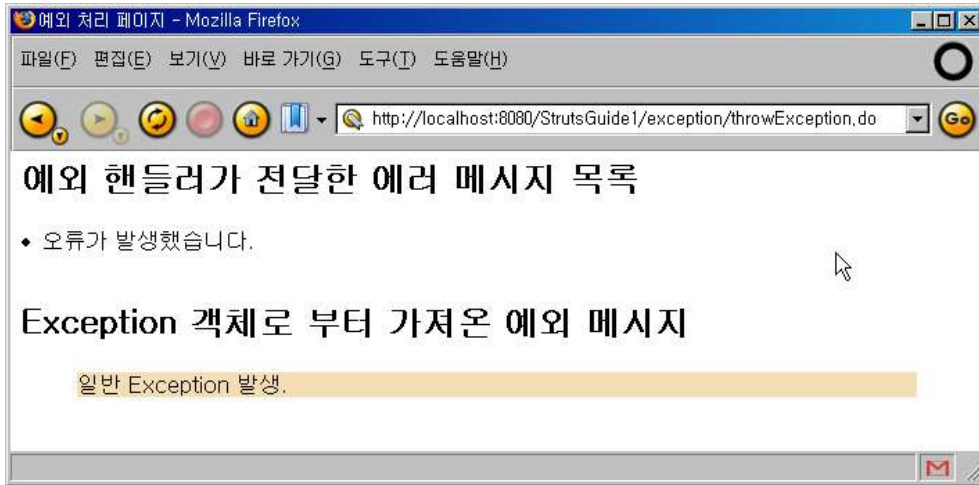 예외 처리 페이지 - Mozilla Firefox
파일(F) 편집(E) 보기(V) 바로 가기(G) 도구(T) 도움말(H)
http://localhost:8080/StrutsGuide1/exception/throwException.do Go
예외 핸들러가 전달한 에러 메시지 목록
• 오류가 발생했습니다.
Exception 객체로 부터 가져온 예외 메시지
일반 Exception 발생.